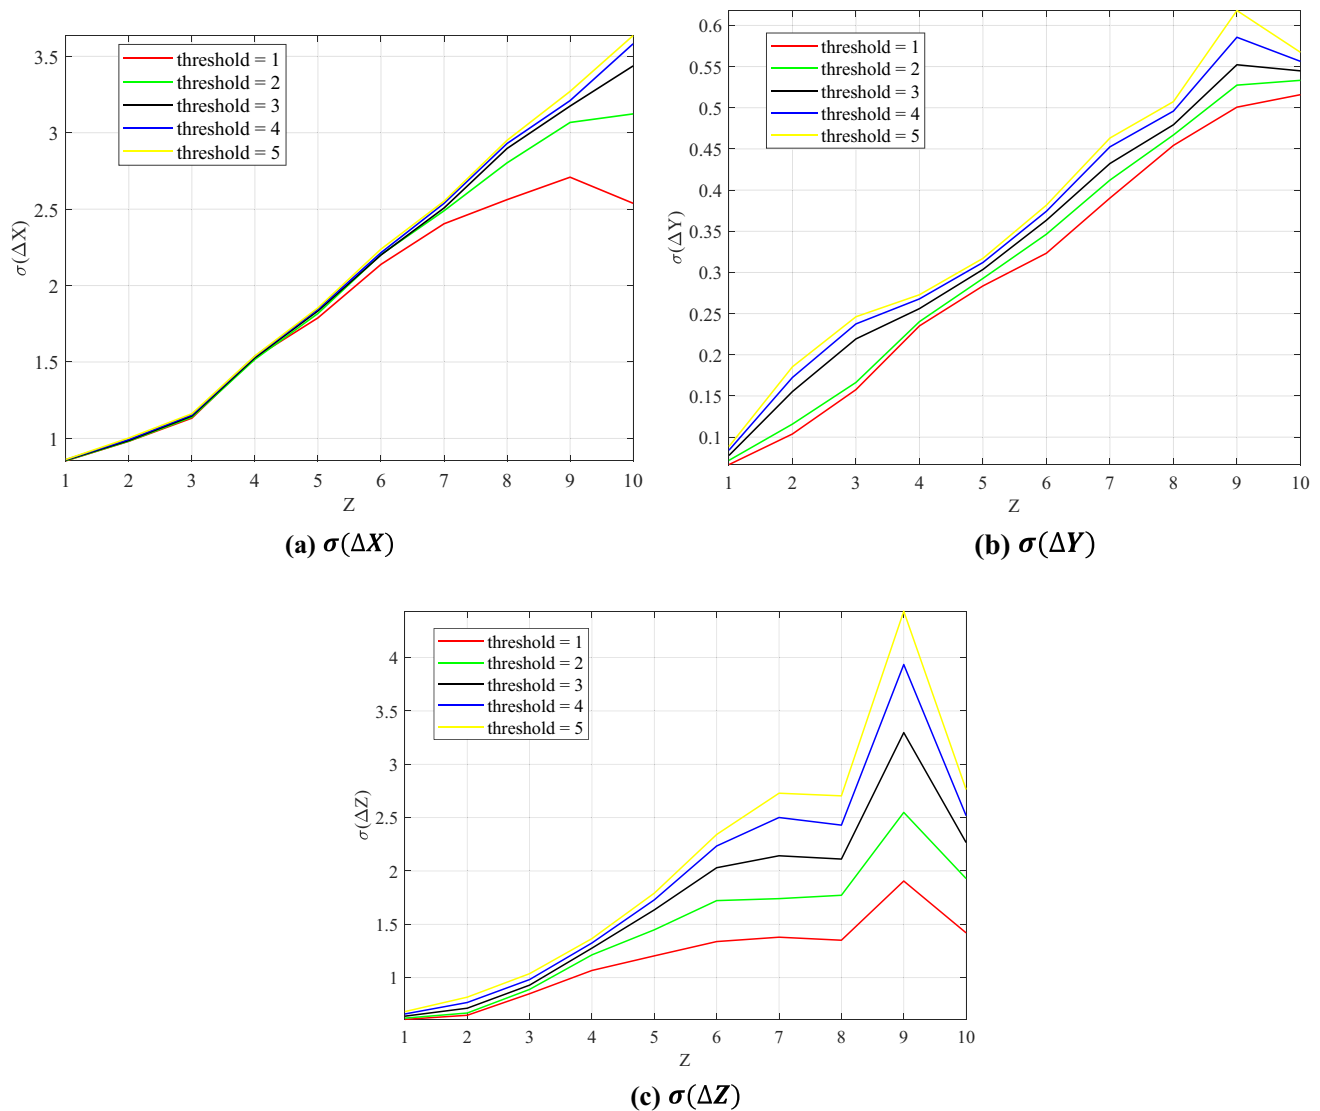 3.5
3
2.5
2
1.5
1
σ(ΔX)
threshold = 1
threshold = 2
threshold = 3
threshold = 4
threshold = 5
1 2 3 4 5 6 7 8 9 10
Z
(a) σ(ΔX)
0.6
0.55
0.5
0.45
0.4
0.35
0.3
0.25
0.2
0.15
0.1
σ(ΔY)
threshold = 1
threshold = 2
threshold = 3
threshold = 4
threshold = 5
1 2 3 4 5 6 7 8 9 10
Z
(b) σ(ΔY)
4
3.5
3
2.5
2
1.5
1
σ(ΔZ)
threshold = 1
threshold = 2
threshold = 3
threshold = 4
threshold = 5
1 2 3 4 5 6 7 8 9 10
Z
(c) σ(ΔZ)